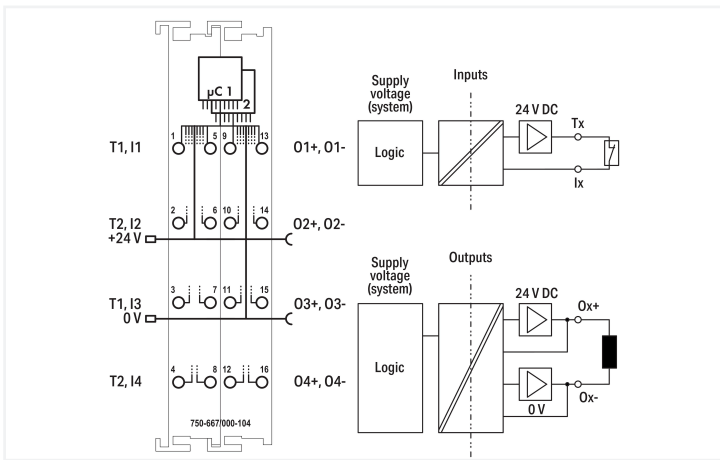 µC 1
2
1
5
9
13
T1, I1
O1+, O1-
2
6
10
14
T2, I2
O2+, O2-
+24 V
3
7
11
15
T1, I3
O3+, O3-
0 V
4
8
12
16
T2, I4
O4+, O4-
750-667/000-104
Supply
voltage
(system)
Inputs
24 V DC
Tx
Logic
Ix
Supply
voltage
(system)
Outputs
24 V DC
Ox+
Logic
Ox-
0 V